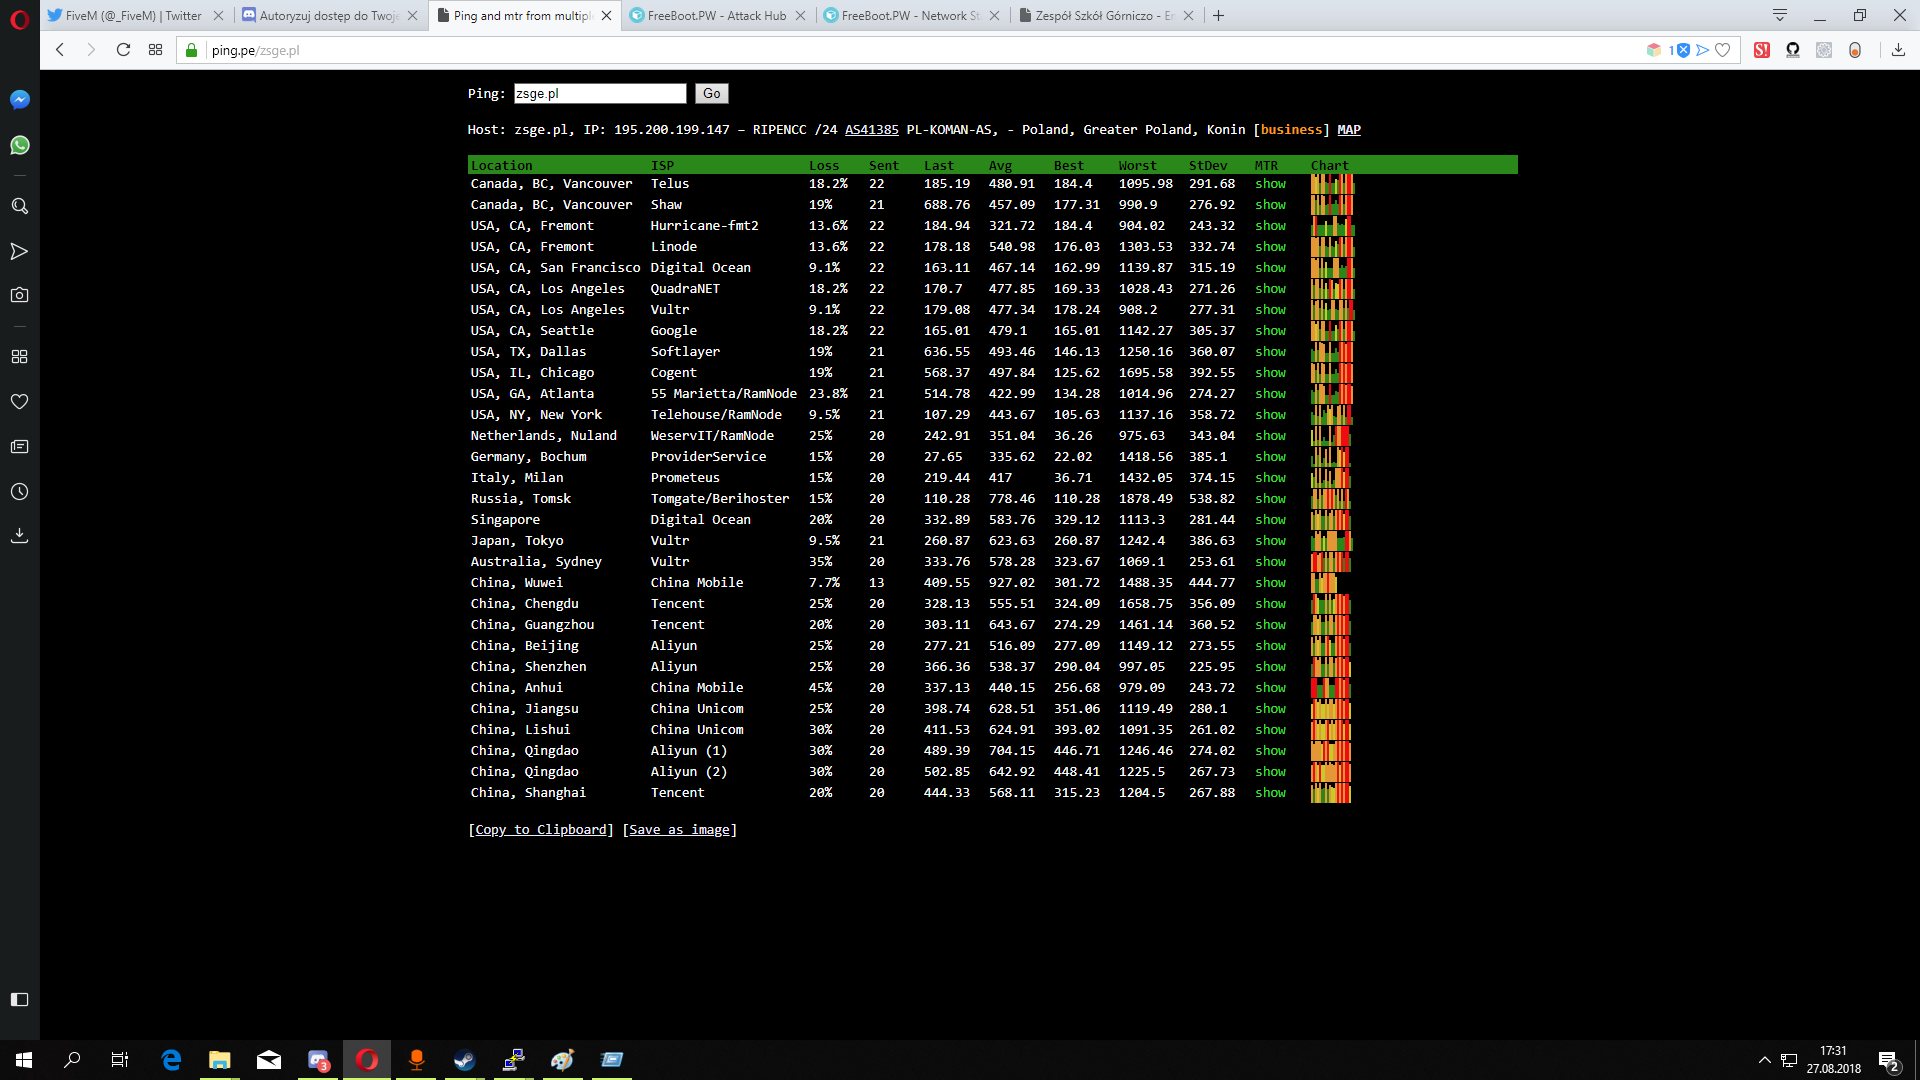 FiveM (@_FiveM) | Twitter
Autoryzuj dostęp do Twoje
Ping and mtr from multiple
FreeBoot.PW - Attack Hub
FreeBoot.PW - Network St
Zespół Szkół Górniczo - En
ping.pe/zsge.pl
1
Ping: zsge.pl Go
Host: zsge.pl, IP: 195.200.199.147 – RIPENCC /24 AS41385 PL-KOMAN-AS, - Poland, Greater Poland, Konin [business] MAP
Location ISP Loss Sent Last Avg Best Worst StDev MTR Chart
Canada, BC, Vancouver Telus 18.2% 22 185.19 480.91 184.4 1095.98 291.68 show
Canada, BC, Vancouver Shaw 19% 21 688.76 457.09 177.31 990.9 276.92 show
USA, CA, Fremont Hurricane-fmt2 13.6% 22 184.94 321.72 184.4 904.02 243.32 show
USA, CA, Fremont Linode 13.6% 22 178.18 540.98 176.03 1303.53 332.74 show
USA, CA, San Francisco Digital Ocean 9.1% 22 163.11 467.14 162.99 1139.87 315.19 show
USA, CA, Los Angeles QuadraNET 18.2% 22 170.7 477.85 169.33 1028.43 271.26 show
USA, CA, Los Angeles Vultr 9.1% 22 179.08 477.34 178.24 908.2 277.31 show
USA, CA, Seattle Google 18.2% 22 165.01 479.1 165.01 1142.27 305.37 show
USA, TX, Dallas Softlayer 19% 21 636.55 493.46 146.13 1250.16 360.07 show
USA, IL, Chicago Cogent 19% 21 568.37 497.84 125.62 1695.58 392.55 show
USA, GA, Atlanta 55 Marietta/RamNode 23.8% 21 514.78 422.99 134.28 1014.96 274.27 show
USA, NY, New York Telehouse/RamNode 9.5% 21 107.29 443.67 105.63 1137.16 358.72 show
Netherlands, Nuland WeservIT/RamNode 25% 20 242.91 351.04 36.26 975.63 343.04 show
Germany, Bochum ProviderService 15% 20 27.65 335.62 22.02 1418.56 385.1 show
Italy, Milan Prometeus 15% 20 219.44 417 36.71 1432.05 374.15 show
Russia, Tomsk Tomgate/Berihoster 15% 20 110.28 778.46 110.28 1878.49 538.82 show
Singapore Digital Ocean 20% 20 332.89 583.76 329.12 1113.3 281.44 show
Japan, Tokyo Vultr 9.5% 21 260.87 623.63 260.87 1242.4 386.63 show
Australia, Sydney Vultr 35% 20 333.76 578.28 323.67 1069.1 253.61 show
China, Wuwei China Mobile 7.7% 13 409.55 927.02 301.72 1488.35 444.77 show
China, Chengdu Tencent 25% 20 328.13 555.51 324.09 1658.75 356.09 show
China, Guangzhou Tencent 20% 20 303.11 643.67 274.29 1461.14 360.52 show
China, Beijing Aliyun 25% 20 277.21 516.09 277.09 1149.12 273.55 show
China, Shenzhen Aliyun 25% 20 366.36 538.37 290.04 997.05 225.95 show
China, Anhui China Mobile 45% 20 337.13 440.15 256.68 979.09 243.72 show
China, Jiangsu China Unicom 25% 20 398.74 628.51 351.06 1119.49 280.1 show
China, Lishui China Unicom 30% 20 411.53 624.91 393.02 1091.35 261.02 show
China, Qingdao Aliyun (1) 30% 20 489.39 704.15 446.71 1246.46 274.02 show
China, Qingdao Aliyun (2) 30% 20 502.85 642.92 448.41 1225.5 267.73 show
China, Shanghai Tencent 20% 20 444.33 568.11 315.23 1204.5 267.88 show
[Copy to Clipboard] [Save as image]
3
17:31
27.08.2018
2